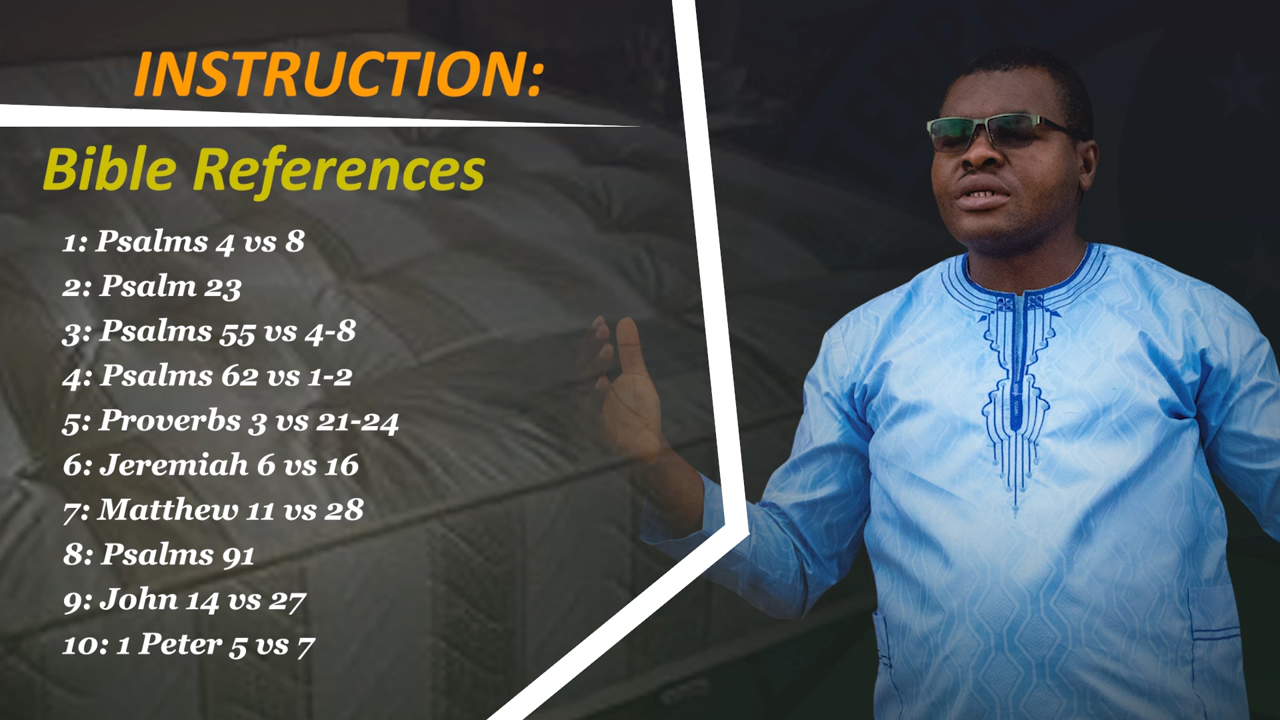 INSTRUCTION:
Bible References
1: Psalms 4 vs 8
2: Psalm 23
3: Psalms 55 vs 4-8
4: Psalms 62 vs 1-2
5: Proverbs 3 vs 21-24
6: Jeremiah 6 vs 16
7: Matthew 11 vs 28
8: Psalms 91
9: John 14 vs 27
10: 1 Peter 5 vs 7